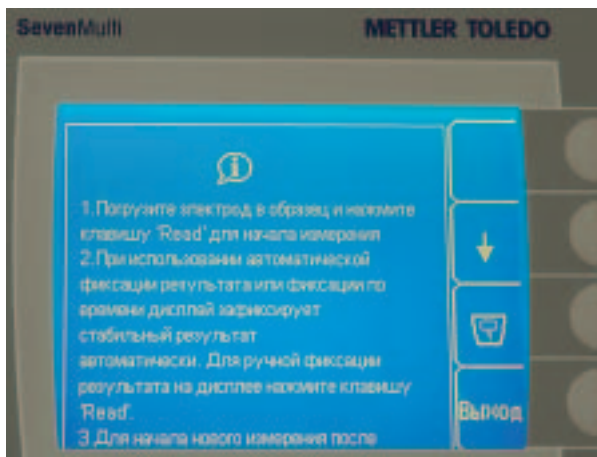 SevenMulti
METTLER TOLEDO
1.Погрузите электрод в образец и нажмите
клавишу 'Read' для начала измерения
2.При использовании автоматической
фиксации результата или фиксации по
времени дисплей зафиксирует
стабильный результат
автоматически. Для ручной фиксации
результата на дисплее нажмите клавишу
'Read'.
3.Для начала нового измерения после
Выход